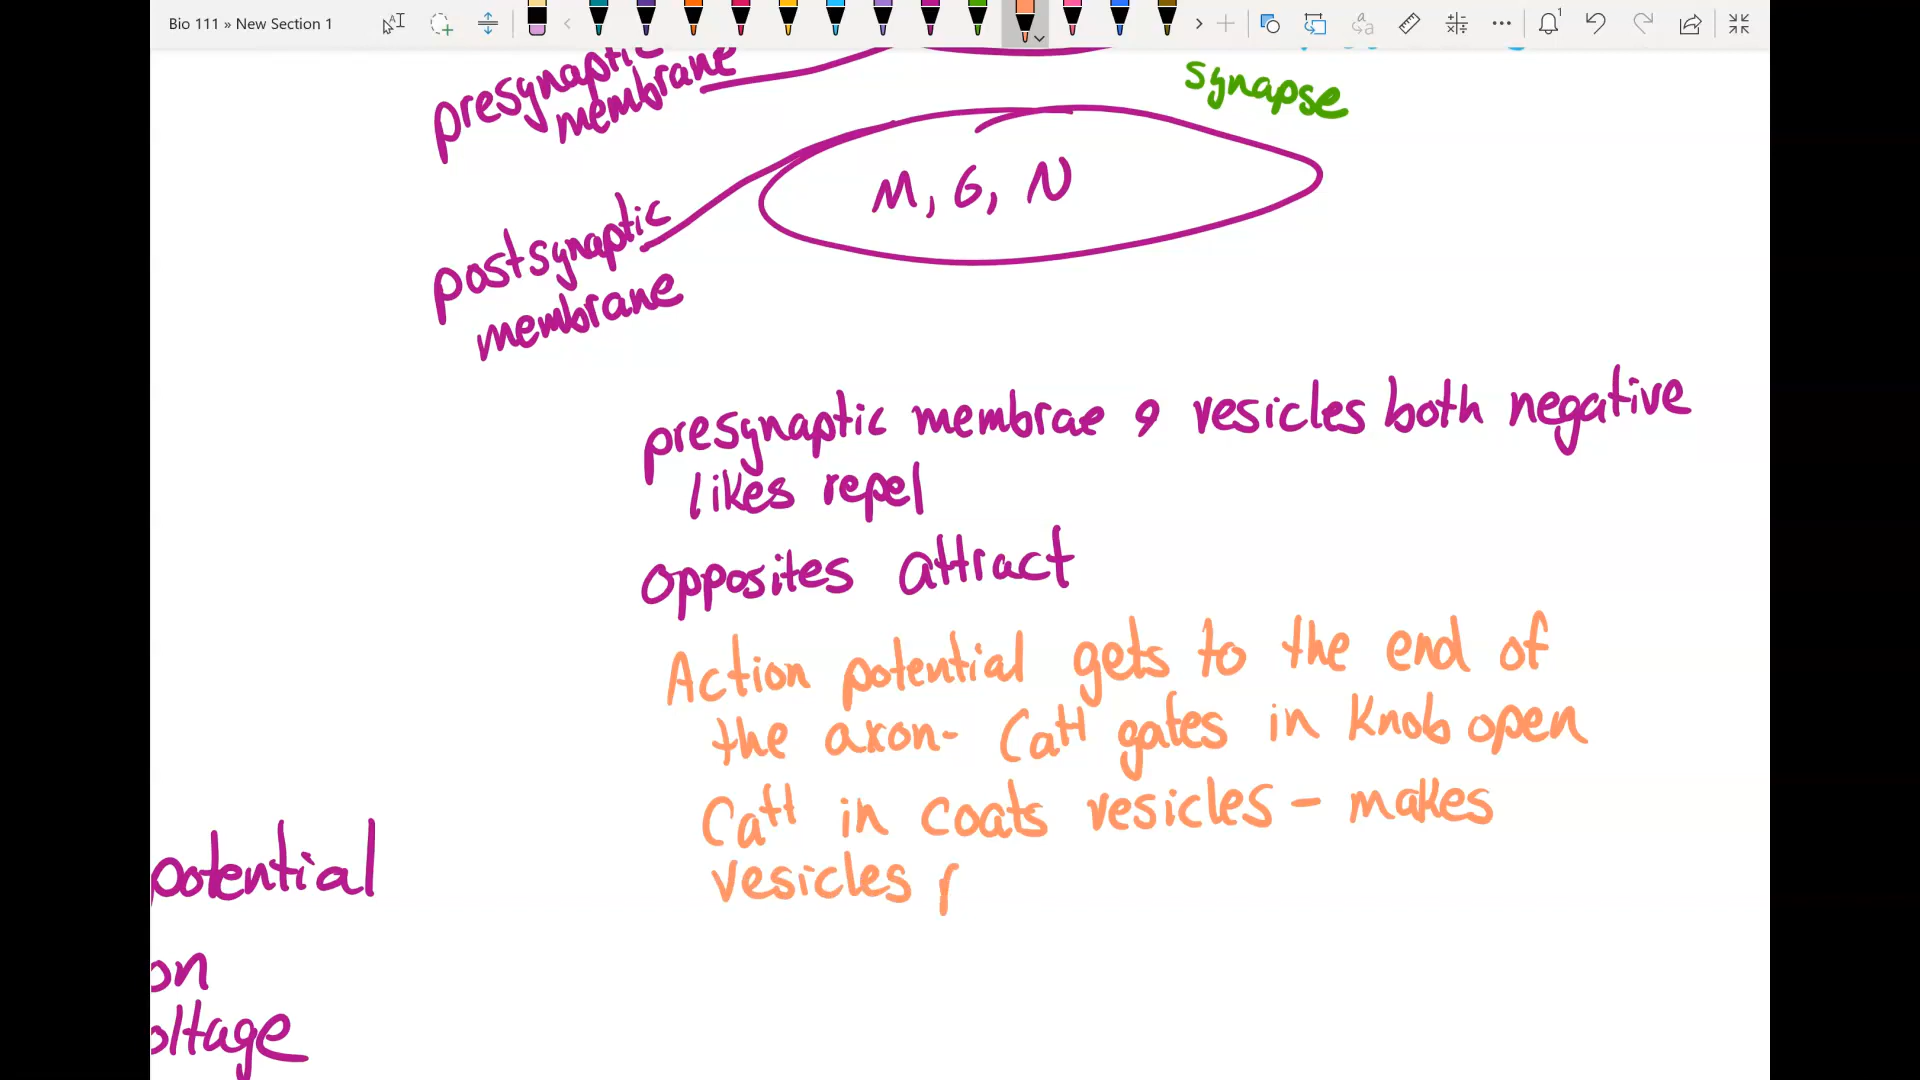 Bio 111 » New Section 1
presynaptic
membrane
synapse
M, G, N
postsynaptic
membrane
presynaptic membrae & vesicles both negative
likes repel
opposites attract
Action potential gets to the end of
the axon- Ca++ gates in knob open
Ca++ in coats vesicles - makes
vesicles p
potential
on
oltage